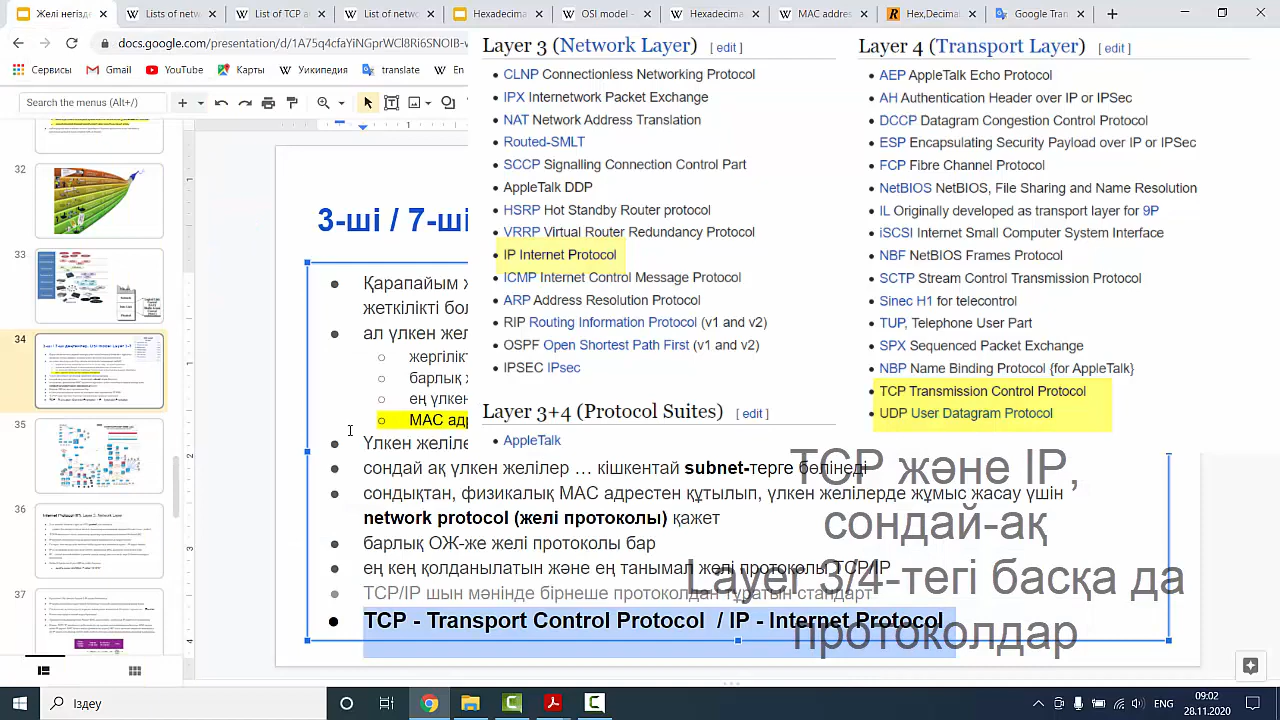 Желі негізде
Lists of netw
List of TCP a
Lists of netw
Hexadecima
OSI model -
Hexadecime
MAC addres
Hex,Decimal
Google Tran
docs.google.com/presentation/d/1A75q4cfaYiNGprWCl8Ri6SNOIB-
Сервисы
Gmail
YouTube
Карты
Уикипедия
translate
Search the menus (Alt+/)
32
33
34
35
36
37
3-ші / 7-ші
Қарапайым
жеткілікті бол
ал үлкен жел
жергілікт
барлық
ең үлкен
MAC адр
Үлкен желіле
сондай ақ үлкен желілер … кішкентай subnet-терге бөлінеді
сондықтан, физикалық MAC адрестен құтылып, үлкен желілерде жұмыс жасау үшін
network protocol (желі протоколы) қажет
барлық ОЖ-же желі протоколы бар
ең кең қолданылатын және ең танымал желі протоколы TCP/IP
TCP/IP шын мәнінде бірнеше протоколдан тұратын стандарт
TCP - Transport Control Protocol / IP - Internet Protocol
Layer 3 (Network Layer) [ edit ]
CLNP Connectionless Networking Protocol
IPX Internetwork Packet Exchange
NAT Network Address Translation
Routed-SMLT
SCCP Signalling Connection Control Part
AppleTalk DDP
HSRP Hot Standby Router protocol
VRRP Virtual Router Redundancy Protocol
IP Internet Protocol
ICMP Internet Control Message Protocol
ARP Address Resolution Protocol
RIP Routing Information Protocol (v1 and v2)
OSPF Open Shortest Path First (v1 and v2)
IPSEC IPsec
Layer 3+4 (Protocol Suites) [ edit ]
AppleTalk
Layer 4 (Transport Layer) [ edit ]
AEP AppleTalk Echo Protocol
AH Authentication Header over IP or IPSec
DCCP Datagram Congestion Control Protocol
ESP Encapsulating Security Payload over IP or IPSec
FCP Fibre Channel Protocol
NetBIOS NetBIOS, File Sharing and Name Resolution
IL Originally developed as transport layer for 9P
iSCSI Internet Small Computer System Interface
NBF NetBIOS Frames Protocol
SCTP Stream Control Transmission Protocol
Sinec H1 for telecontrol
TUP, Telephone User Part
SPX Sequenced Packet Exchange
NBP Name Binding Protocol {for AppleTalk}
TCP Transmission Control Protocol
UDP User Datagram Protocol
TCP және IP,
сондай-ақ
Layer 3/4-тегі басқа да
протоколдар
Іздеу
ENG
09:02
28.11.2020